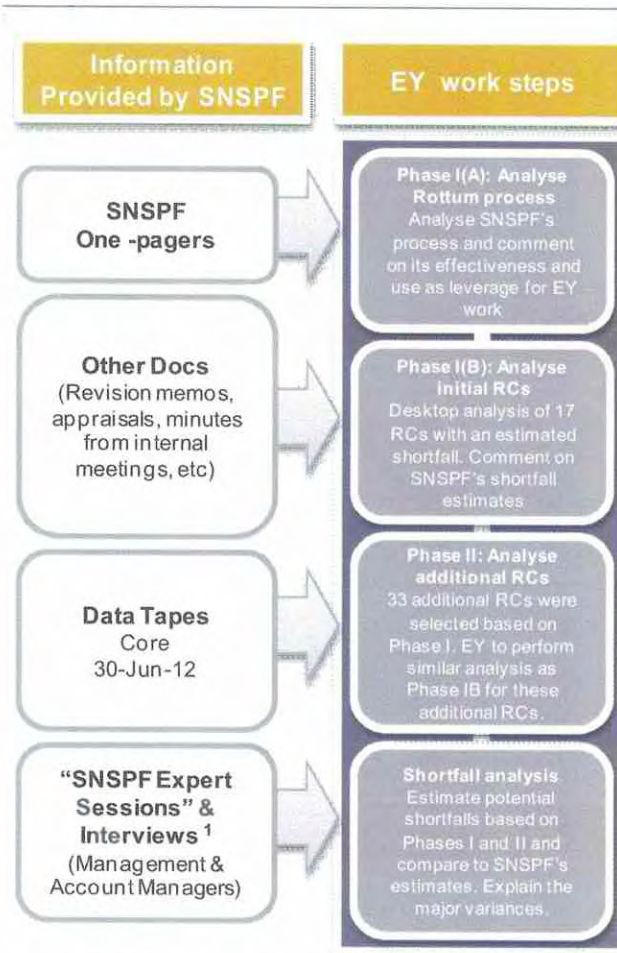 Information
Provided by SNSPF
EY work steps
SNSPF
One -pagers
Phase I(A): Analyse
Rottum process
Analyse SNSPF's
process and comment
on its effectiveness and
use as leverage for EY
work
Other Docs
(Revision memos,
appraisals, minutes
from internal
meetings, etc)
Phase I(B): Analyse
initial RCs
Desktop analysis of 17
RCs with an estimated
shortfall. Comment on
SNSPF's shortfall
estimates
Data Tapes
Core
30-Jun-12
Phase II: Analyse
additional RCs
33 additional RCs were
selected based on
Phase I. EY to perform
similar analysis as
Phase IB for these
additional RCs.
“SNSPF Expert
Sessions” &
Interviews ¹
(Management &
Account Managers)
Shortfall analysis
Estimate potential
shortfalls based on
Phases I and II and
compare to SNSPF's
estimates. Explain the
major variances.